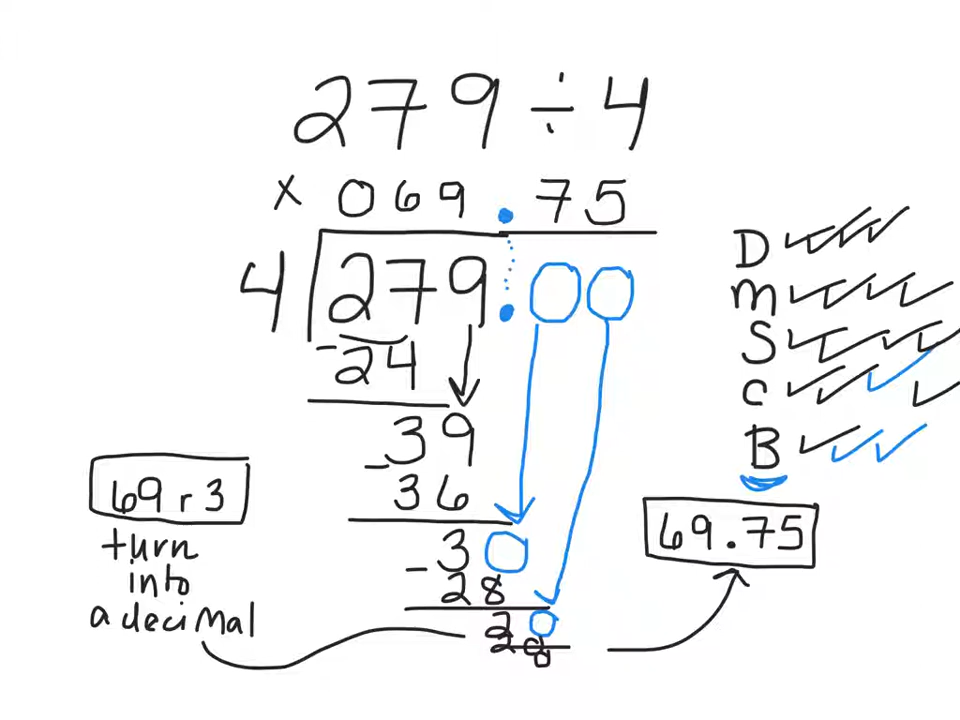 279 ÷ 4
× 069.75
4 279.00
- 24
39
- 36
30
- 28
20
20
0
69 r 3
turn
into
a decimal
D ✓✓✓✓
m ✓✓✓✓
S ✓✓✓✓
C ✓✓✓✓
B ✓✓✓
69.75